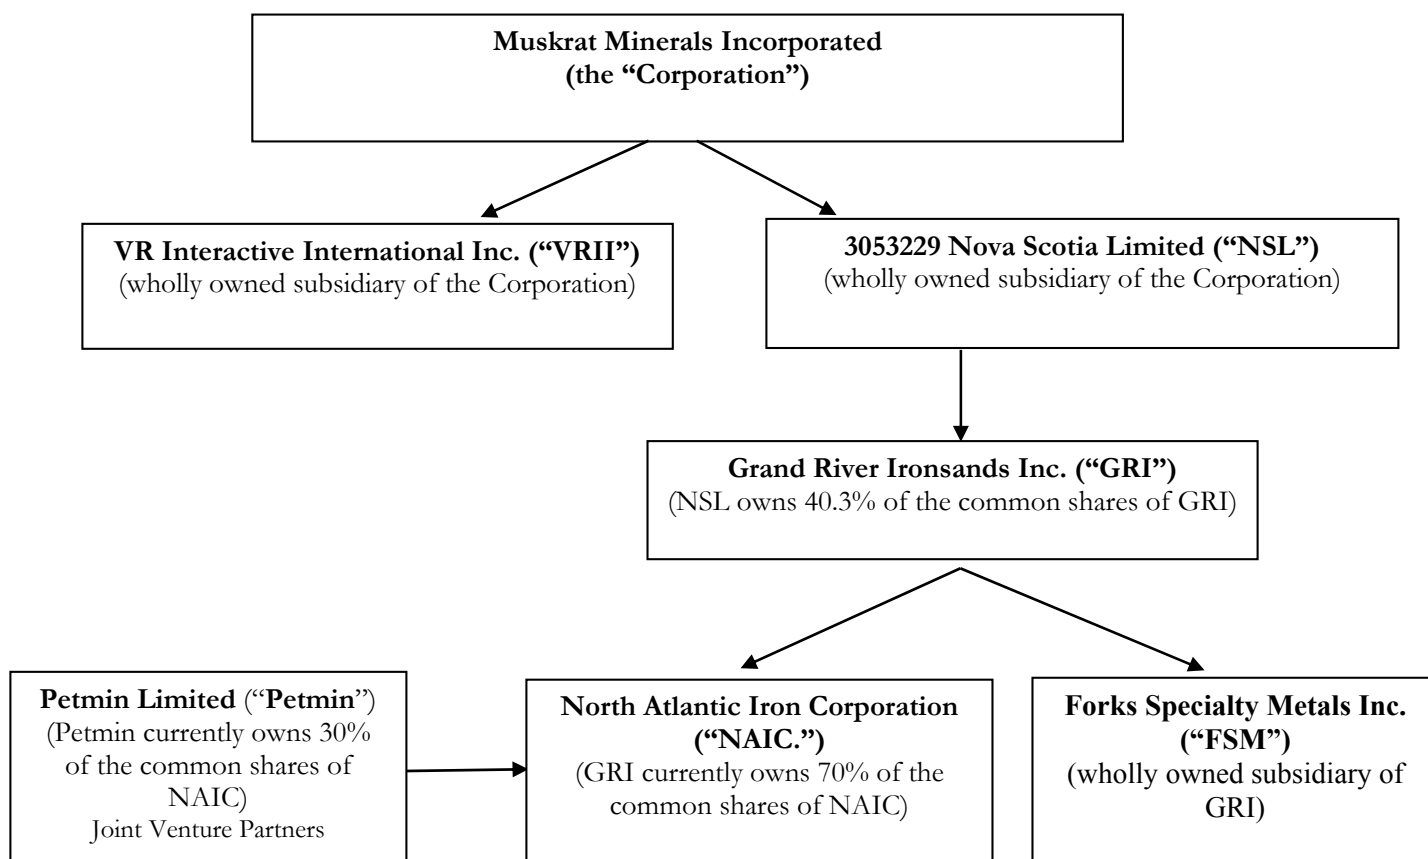 Muskrat Minerals Incorporated
(the “Corporation”)
VR Interactive International Inc. (“VRII”)
(wholly owned subsidiary of the Corporation)
3053229 Nova Scotia Limited (“NSL”)
(wholly owned subsidiary of the Corporation)
Grand River Ironsands Inc. (“GRI”)
(NSL owns 40.3% of the common shares of GRI)
Petmin Limited (“Petmin”)
(Petmin currently owns 30%
of the common shares of
NAIC)
Joint Venture Partners
North Atlantic Iron Corporation
(“NAIC.”)
(GRI currently owns 70% of the
common shares of NAIC)
Forks Specialty Metals Inc.
(“FSM”)
(wholly owned subsidiary of
GRI)